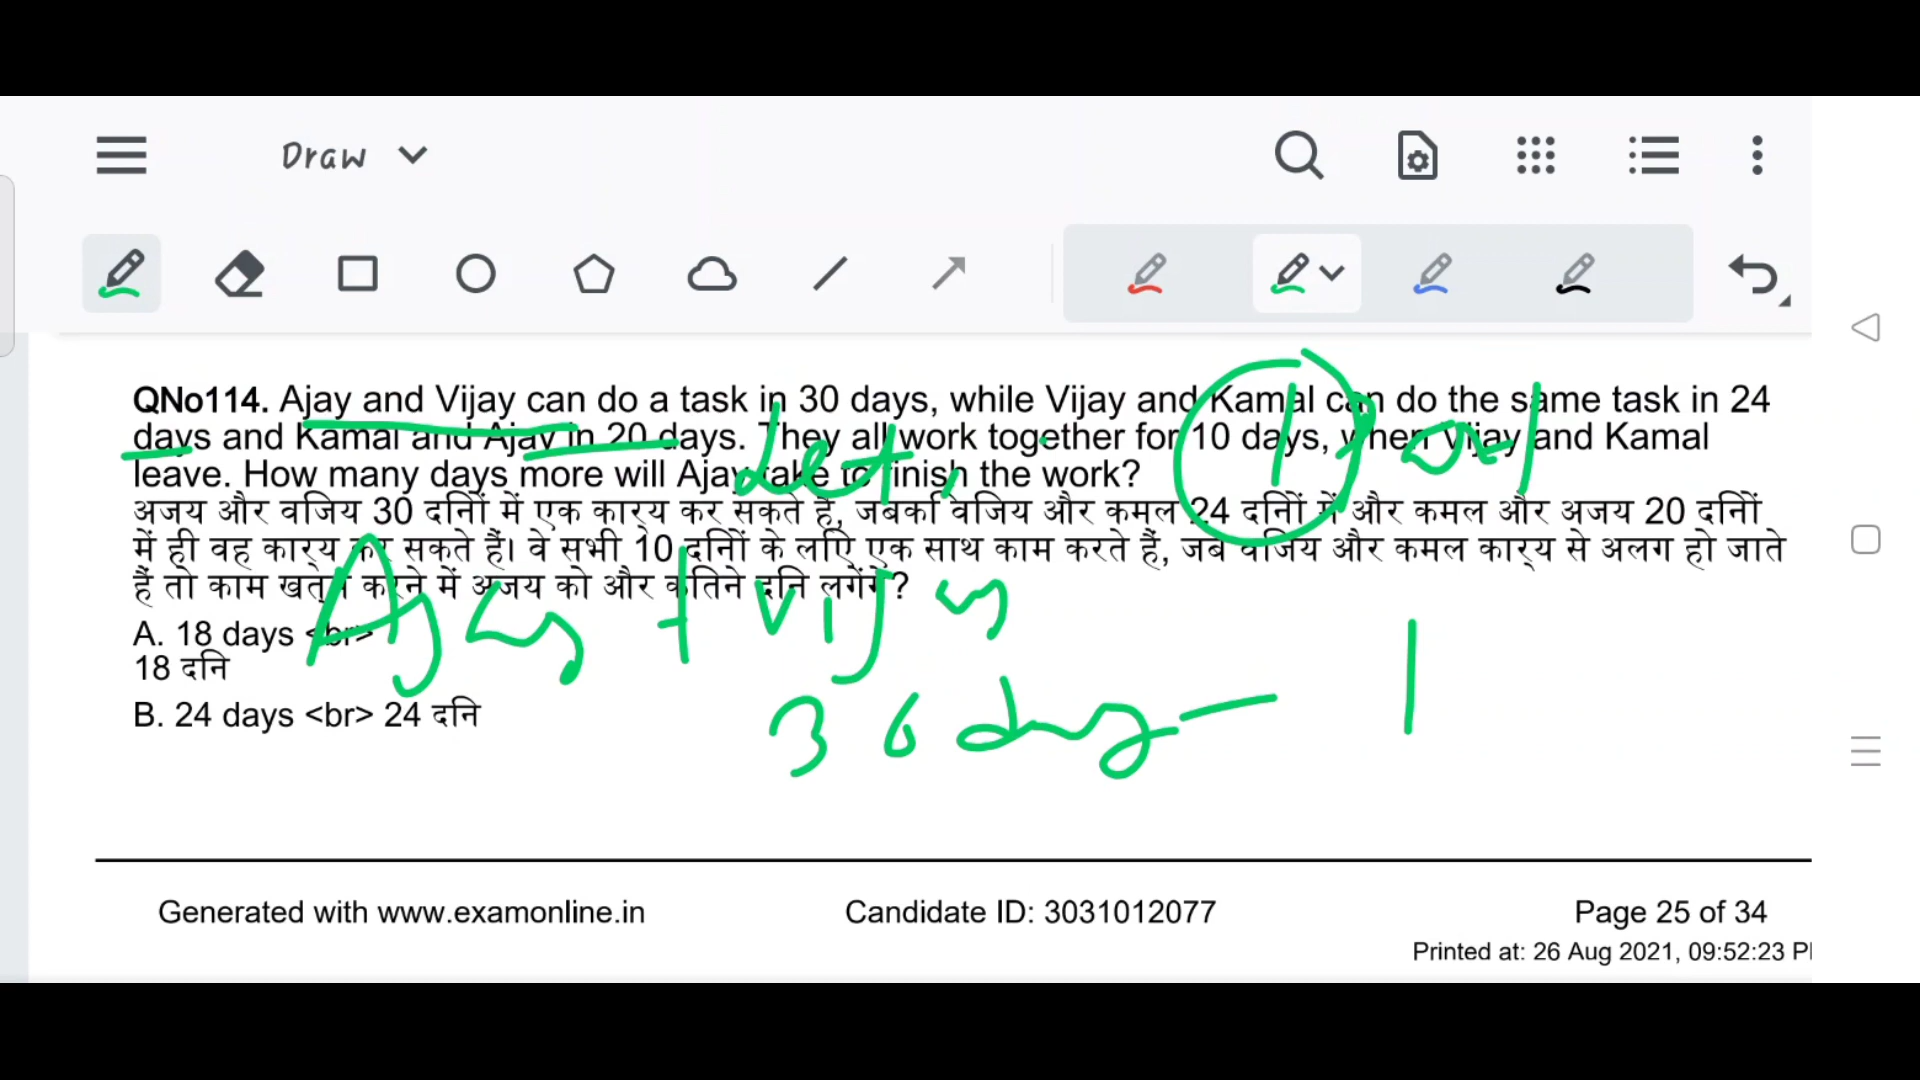 Draw
QNo114. Ajay and Vijay can do a task in 30 days, while Vijay and Kamal can do the same task in 24
days and Kamal and Ajay in 20 days. They all work together for 10 days, when Vijay and Kamal
leave. How many days more will Ajay take to finish the work?
अजय और विजय 30 दिनों में एक कार्य कर सकते हैं, जबकि विजय और कमल 24 दिनों में और कमल और अजय 20 दिनों
में ही वह कार्य कर सकते हैं। वे सभी 10 दिनों के लिए एक साथ काम करते हैं, जब विजय और कमल कार्य से अलग हो जाते
हैं तो काम खत्म करने में अजय को और कितने दिन लगेंगे?
let, 1
Ajay + Vijay
A. 18 days <br>
18 दिन
36 days — 1
B. 24 days <br> 24 दिन
Generated with www.examonline.in Candidate ID: 3031012077 Page 25 of 34
Printed at: 26 Aug 2021, 09:52:23